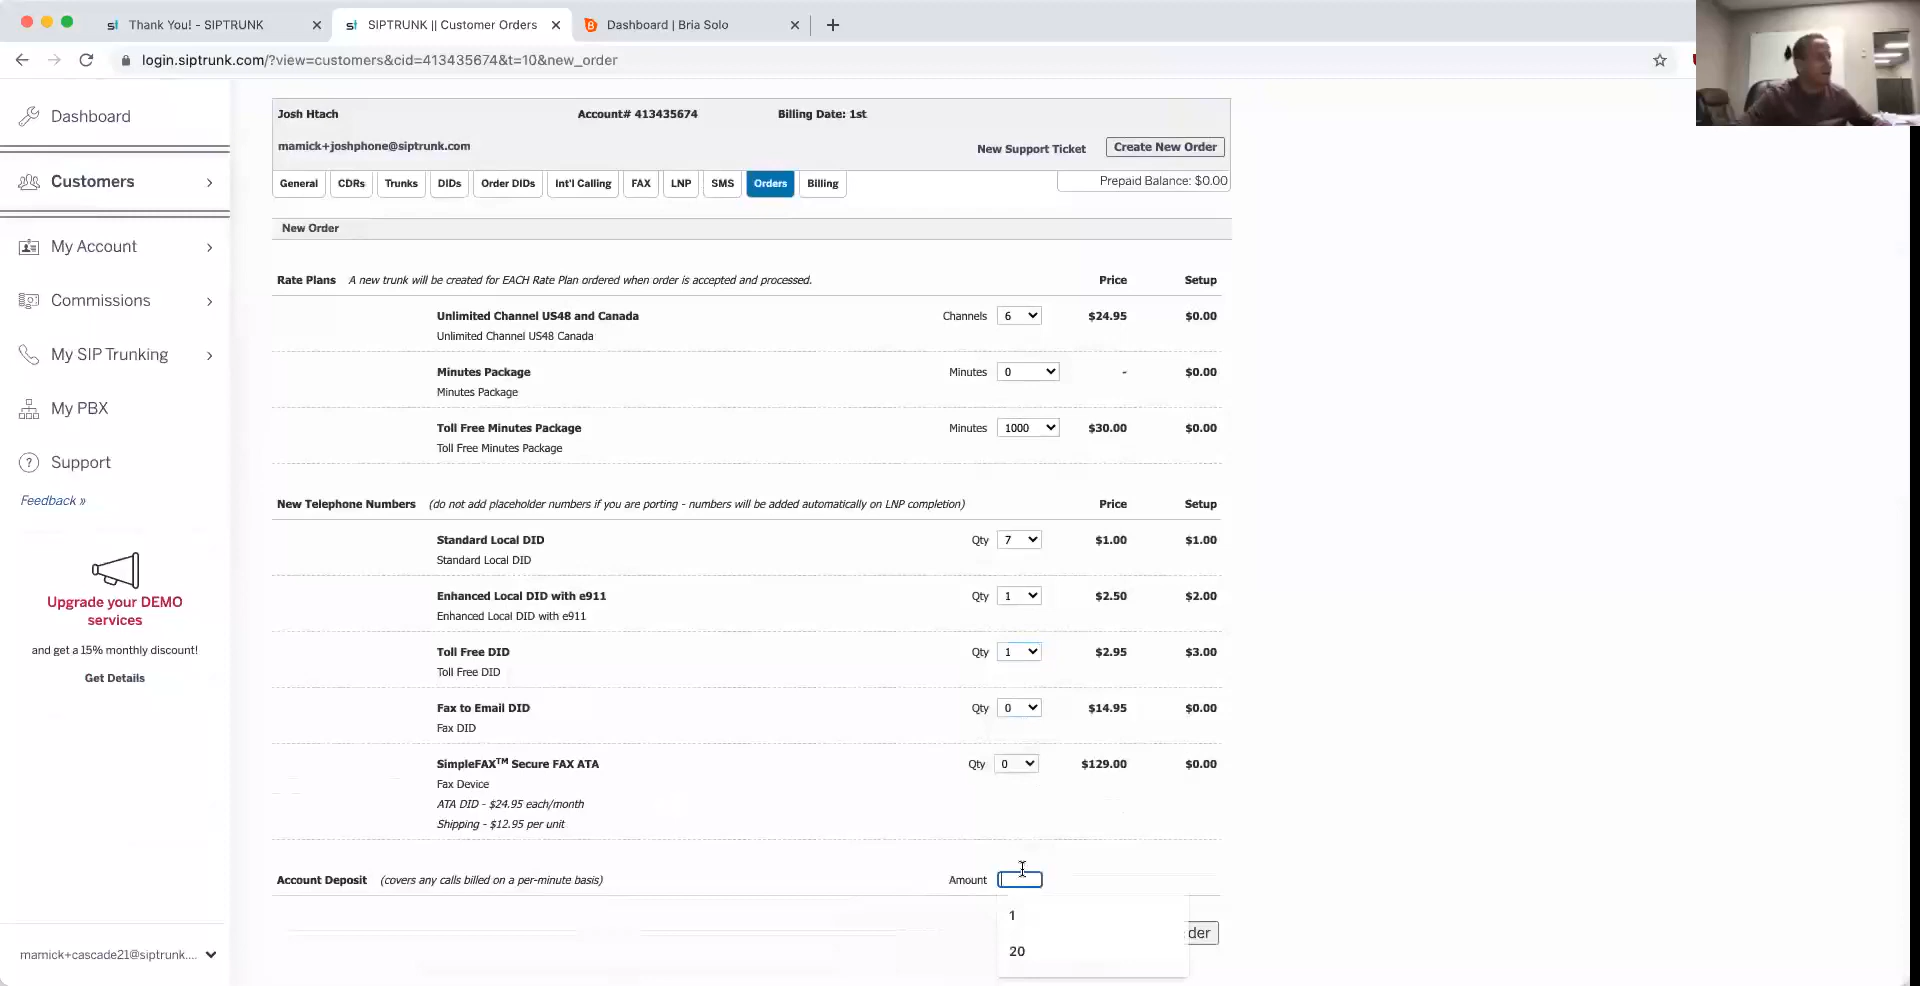 Thank You! - SIPTRUNK
SIPTRUNK || Customer Orders
Dashboard | Bria Solo
login.siptrunk.com/?view=customers&cid=413435674&t=10&new_order
Dashboard
Customers
My Account
Commissions
My SIP Trunking
My PBX
Support
Feedback »
Upgrade your DEMO
services
and get a 15% monthly discount!
Get Details
mamick+cascade21@siptrunk....
Josh Htach Account# 413435674 Billing Date: 1st
mamick+joshphone@siptrunk.com New Support Ticket Create New Order
General CDRs Trunks DIDs Order DIDs Int'l Calling FAX LNP SMS Orders Billing Prepaid Balance: $0.00
New Order
Rate Plans A new trunk will be created for EACH Rate Plan ordered when order is accepted and processed. Price Setup
Unlimited Channel US48 and Canada Channels 6 $24.95 $0.00
Unlimited Channel US48 Canada
Minutes Package Minutes 0 - $0.00
Minutes Package
Toll Free Minutes Package Minutes 1000 $30.00 $0.00
Toll Free Minutes Package
New Telephone Numbers (do not add placeholder numbers if you are porting - numbers will be added automatically on LNP completion) Price Setup
Standard Local DID Qty 7 $1.00 $1.00
Standard Local DID
Enhanced Local DID with e911 Qty 1 $2.50 $2.00
Enhanced Local DID with e911
Toll Free DID Qty 1 $2.95 $3.00
Toll Free DID
Fax to Email DID Qty 0 $14.95 $0.00
Fax DID
SimpleFAX™ Secure FAX ATA Qty 0 $129.00 $0.00
Fax Device
ATA DID - $24.95 each/month
Shipping - $12.95 per unit
Account Deposit (covers any calls billed on a per-minute basis) Amount
1
der
20